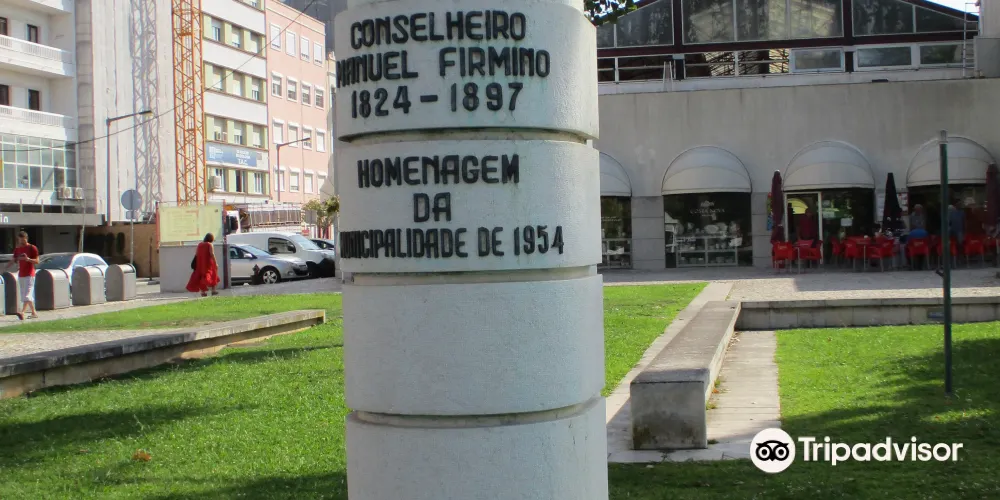 CONSELHEIRO
MANUEL FIRMINO
1824 - 1897
HOMENAGEM
DA
MUNICIPALIDADE DE 1954
Tripadvisor